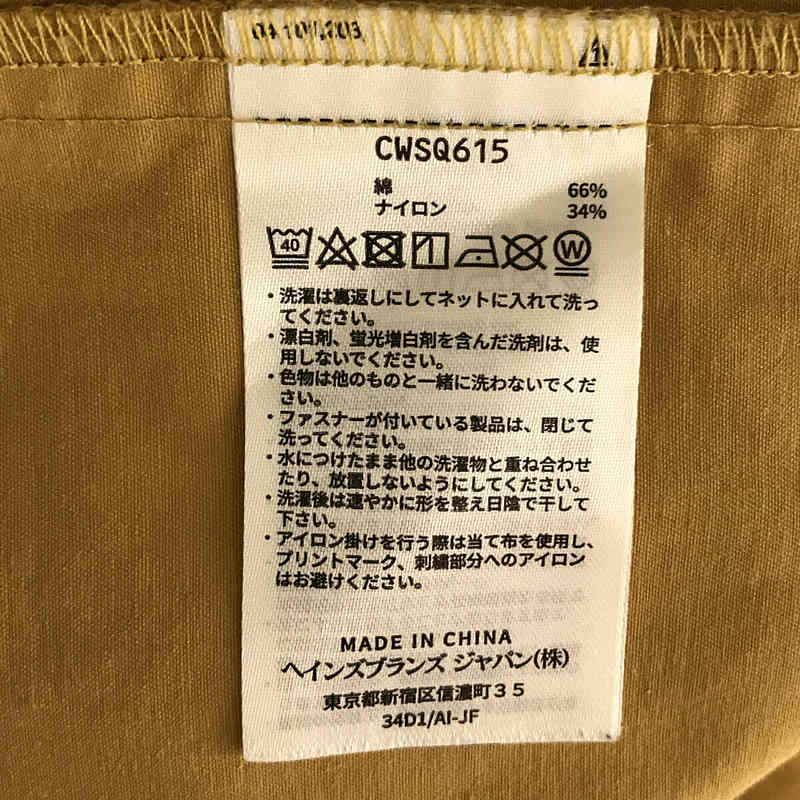 CWSQ615
綿 66%
ナイロン 34%
40
W
・洗濯は裏返しにしてネットに入れて洗っ
てください。
・漂白剤、蛍光増白剤を含んだ洗剤は、使
用しないでください。
・色物は他のものと一緒に洗わないでくだ
さい。
・ファスナーが付いている製品は、閉じて
洗ってください。
・水につけたまま他の洗濯物と重ね合わせ
たり、放置しないようにしてください。
・洗濯後は速やかに形を整え日陰で干して
下さい。
・アイロン掛けを行う際は当て布を使用し、
プリントマーク、刺繍部分へのアイロン
はお避けください。
MADE IN CHINA
ヘインズブランズ ジャパン(株)
東京都新宿区信濃町３５
34D1/AI-JF